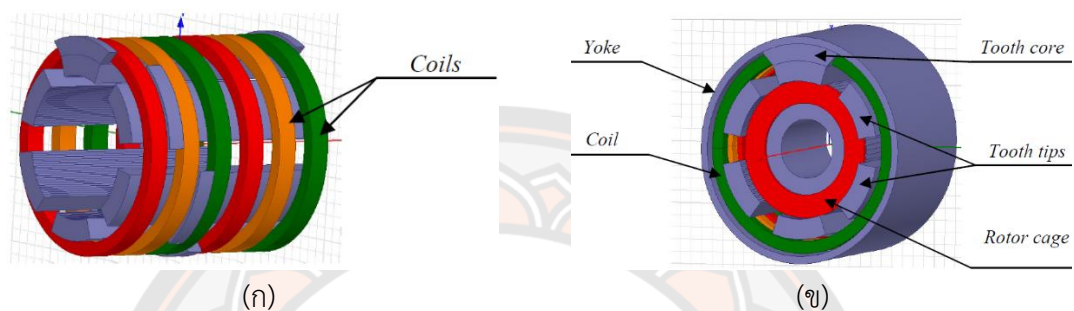 Coils
(ก)
Yoke
Tooth core
Coil
Tooth tips
Rotor cage
(ข)